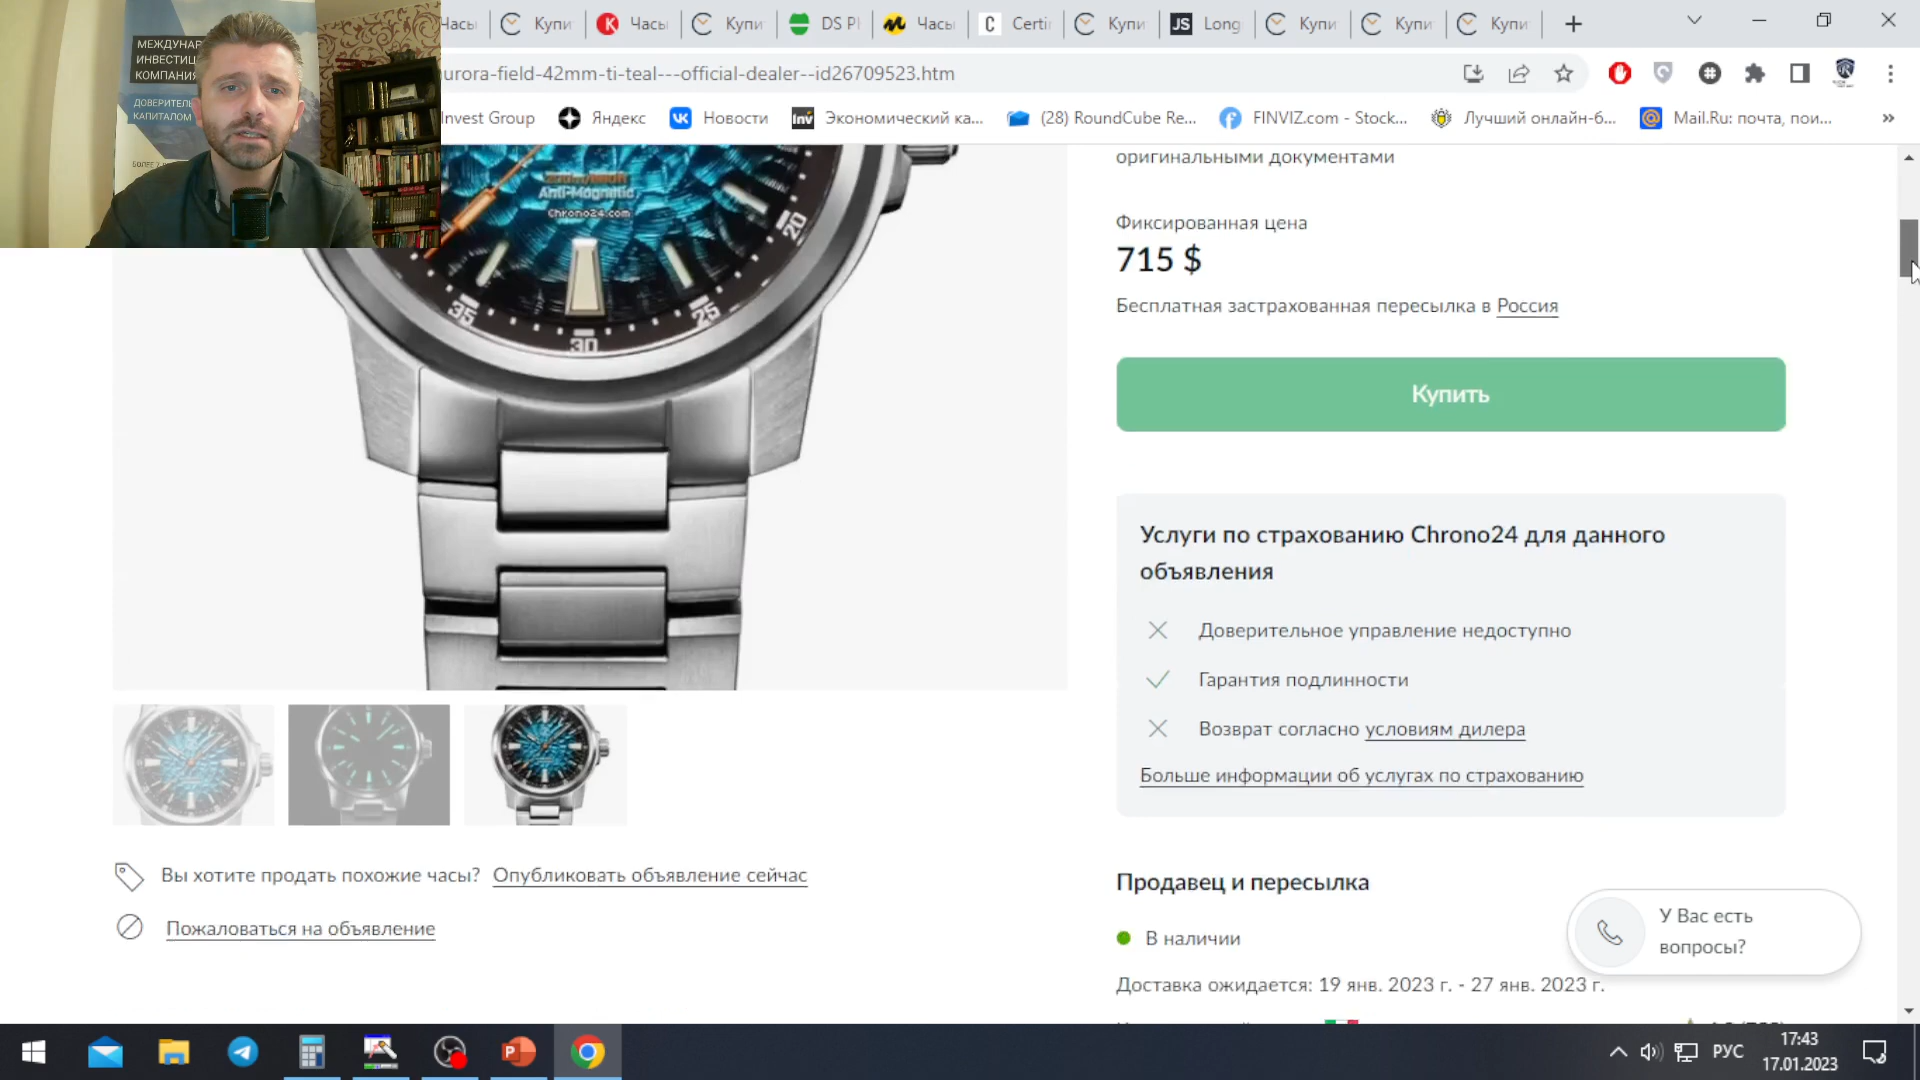 МЕЖДУНАР
ИНВЕСТИЦ
КОМПАНИЯ
ДОВЕРИТЕЛЬ
КАПИТАЛОМ
Часы
Купи
Часы
Купи
DS Pl
Часы
Certi
Купи
Long
Купи
Купи
Купи
urora-field-42mm-ti-teal---official-dealer--id26709523.htm
Invest Group
Яндекс
Новости
Экономический ка...
(28) RoundCube Re...
FINVIZ.com - Stock...
Лучший онлайн-б...
Mail.Ru: почта, пои...
Anti-Magnetic
Chrono24.com
20
25
30
35
оригинальными документами
Фиксированная цена
715 $
Бесплатная застрахованная пересылка в Россия
Купить
Услуги по страхованию Chrono24 для данного
объявления
Доверительное управление недоступно
Гарантия подлинности
Возврат согласно условиям дилера
Больше информации об услугах по страхованию
Вы хотите продать похожие часы? Опубликовать объявление сейчас
Пожаловаться на объявление
Продавец и пересылка
В наличии
Доставка ожидается: 19 янв. 2023 г. - 27 янв. 2023 г.
У Вас есть
вопросы?
РУС
17:43
17.01.2023